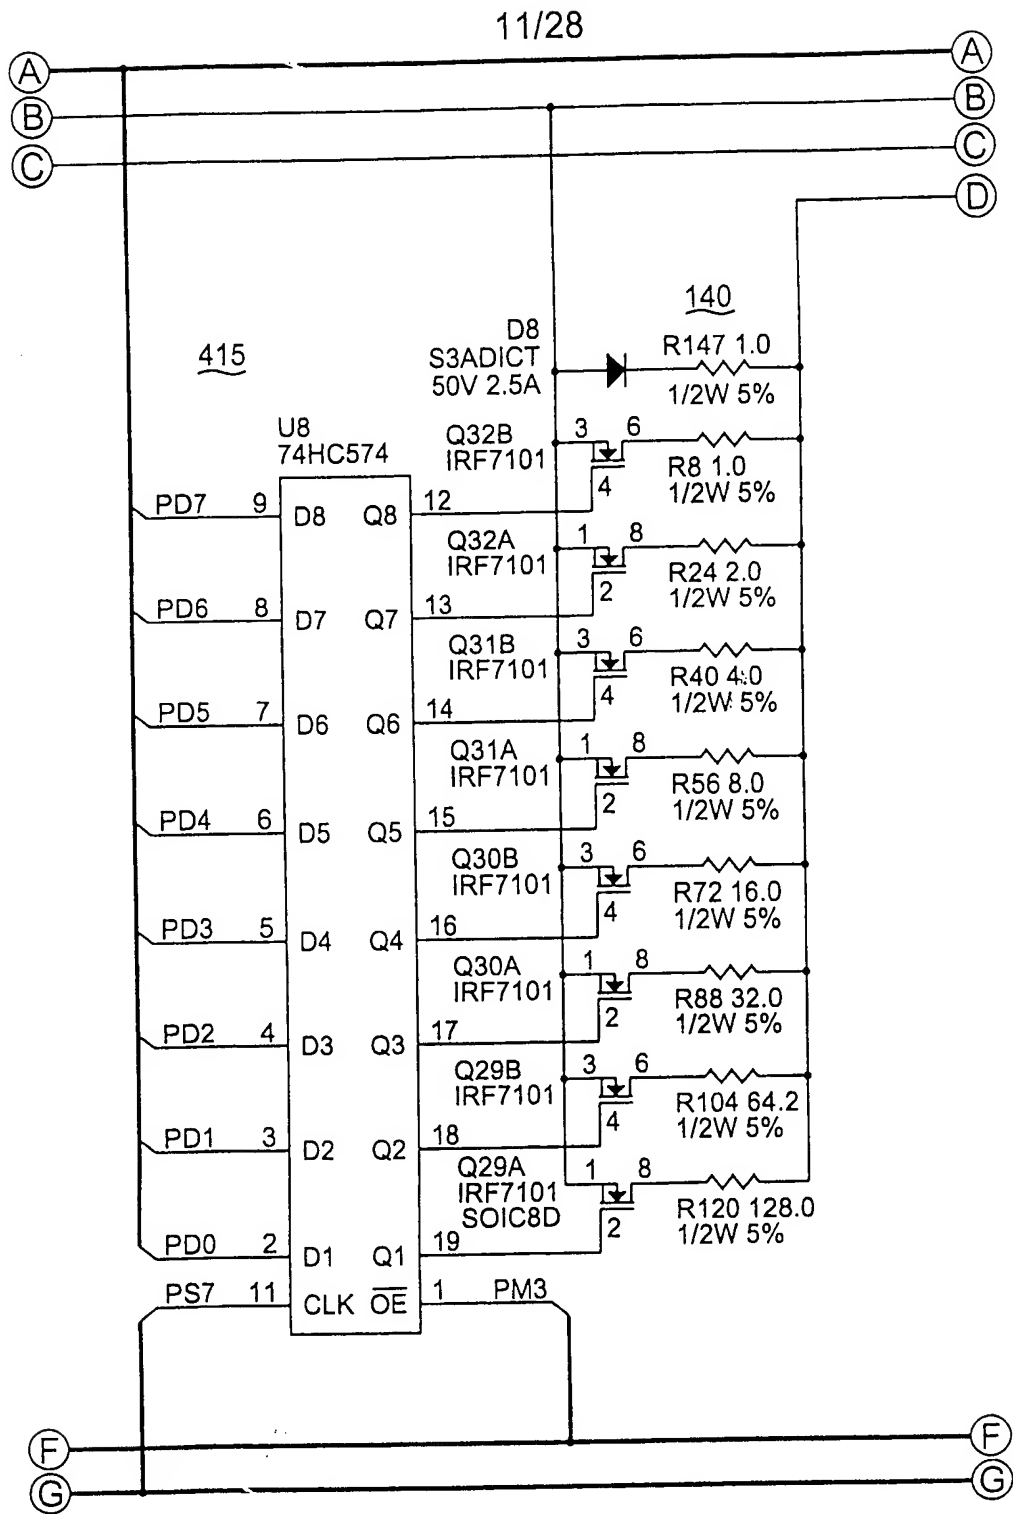 11/28
A A
B B
C C
D
140
D8
S3ADICT
50V 2.5A
R147 1.0
1/2W 5%
415
U8
74HC574
Q32B
IRF7101
3 6
4
R8 1.0
1/2W 5%
PD7 9 D8 Q8 12
Q32A
IRF7101
1 8
2
R24 2.0
1/2W 5%
PD6 8 D7 Q7 13
Q31B
IRF7101
3 6
4
R40 4.0
1/2W 5%
PD5 7 D6 Q6 14
Q31A
IRF7101
1 8
2
R56 8.0
1/2W 5%
PD4 6 D5 Q5 15
Q30B
IRF7101
3 6
4
R72 16.0
1/2W 5%
PD3 5 D4 Q4 16
Q30A
IRF7101
1 8
2
R88 32.0
1/2W 5%
PD2 4 D3 Q3 17
Q29B
IRF7101
3 6
4
R104 64.2
1/2W 5%
PD1 3 D2 Q2 18
Q29A
IRF7101
SOIC8D
1 8
2
R120 128.0
1/2W 5%
PD0 2 D1 Q1 19
PS7 11 CLK OE 1 PM3
F F
G G